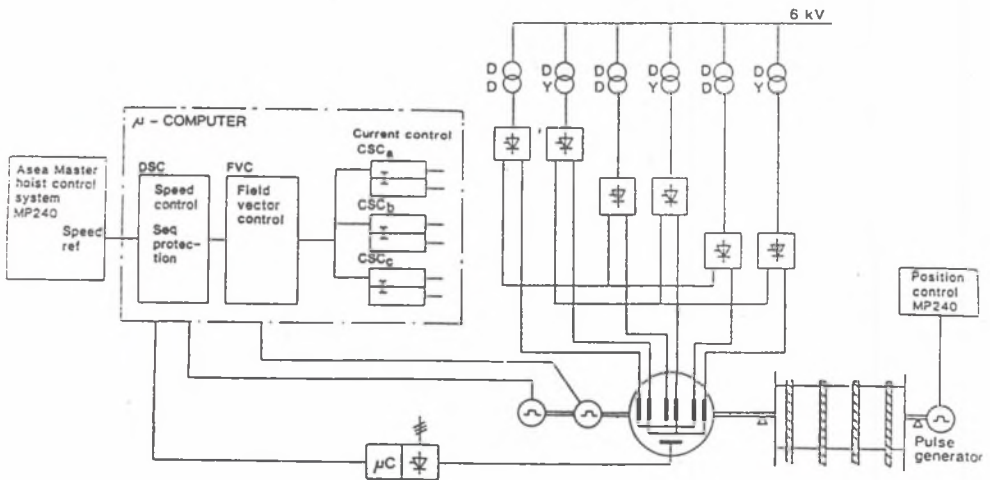 6 kV
D
D
D
Y
D
D
D
Y
D
D
D
Y
μ - COMPUTER
Current control
CSCa
CSCb
CSCc
DSC
Speed
control
Seq
protec-
tion
FVC
Field
vector
control
Asea Master
hoist control
system
MP240
Speed
ref
Position
control
MP240
Pulse
generator
μC